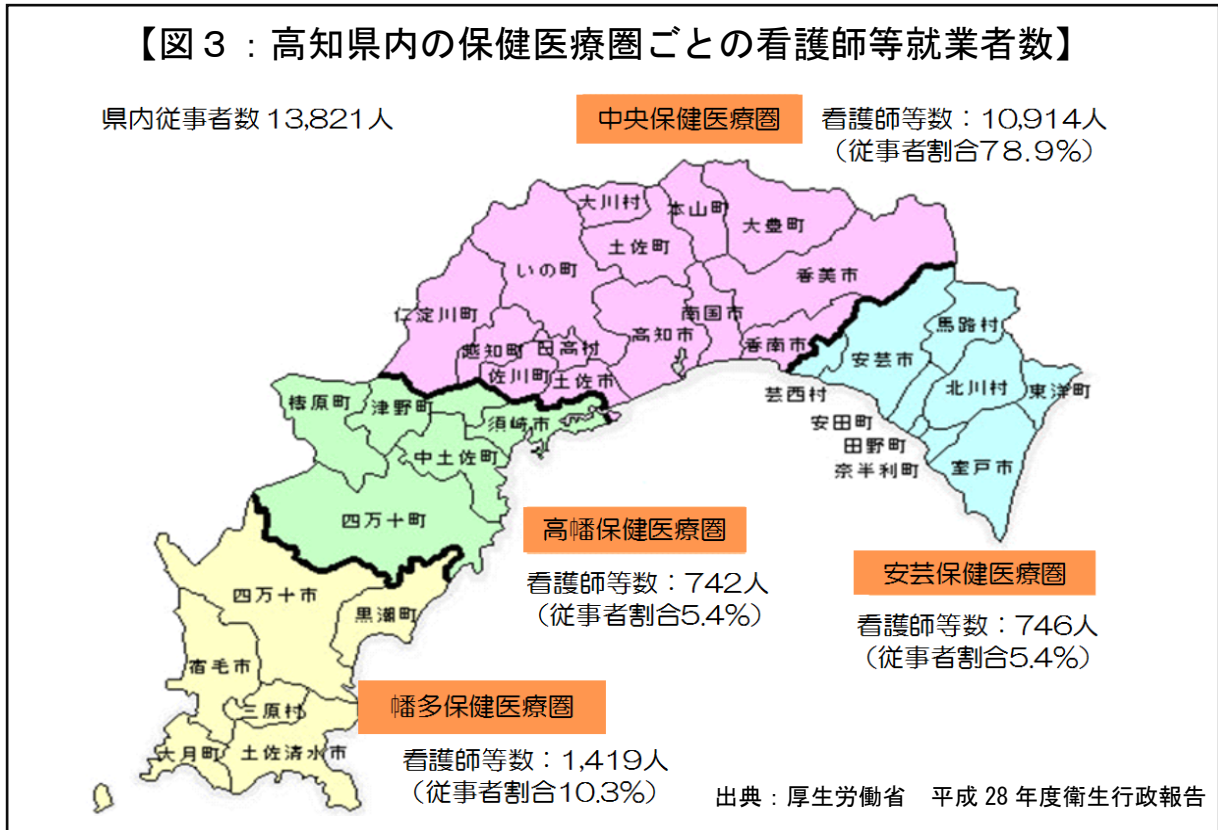 【図3：高知県内の保健医療圏ごとの看護師等就業者数】
県内従事者数 13,821人
中央保健医療圏
看護師等数：10,914人
（従事者割合78.9%）
大川村
本山町
大豊町
土佐町
いの町
香美市
仁淀川町
南国市
高知市
越知町
日高村
香南市
佐川町
土佐市
馬路村
安芸市
北川村
東洋町
芸西村
安田町
田野町
奈半利町
室戸市
梼原町
津野町
須崎市
中土佐町
四万十町
高幡保健医療圏
看護師等数：742人
（従事者割合5.4%）
安芸保健医療圏
看護師等数：746人
（従事者割合5.4%）
四万十市
黒潮町
宿毛市
三原村
大月町
土佐清水市
幡多保健医療圏
看護師等数：1,419人
（従事者割合10.3%）
出典：厚生労働省　平成28年度衛生行政報告